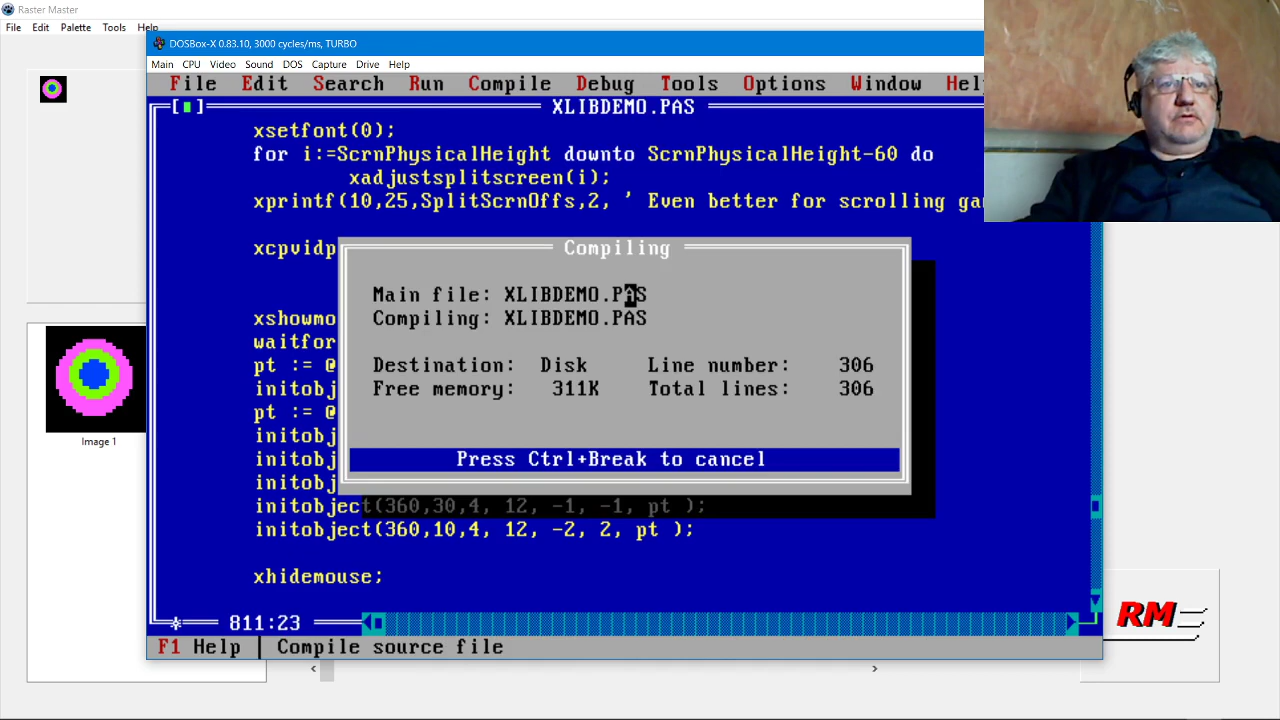 Raster Master
File Edit Palette Tools Help
DOSBox-X 0.83.10, 3000 cycles/ms, TURBO
Main CPU Video Sound DOS Capture Drive Help
File Edit Search Run Compile Debug Tools Options Window Hel
[■] XLIBDEMO.PAS
xsetfont(0);
for i:=ScrnPhysicalHeight downto ScrnPhysicalHeight-60 do
xadjustsplitscreen(i);
xprintf(10,25,SplitScrnOffs,2, ' Even better for scrolling ga
xcpvidp
Compiling
Main file: XLIBDEMO.PAS
Compiling: XLIBDEMO.PAS
xshowmo
waitfor
Destination: Disk Line number: 306
pt := @
Free memory: 311K Total lines: 306
initobj
pt := @
initobj
Press Ctrl+Break to cancel
initobj
initobj
initobject(360,30,4, 12, -1, -1, pt );
initobject(360,10,4, 12, -2, 2, pt );
xhidemouse;
811:23
F1 Help | Compile source file
Image 1
RM